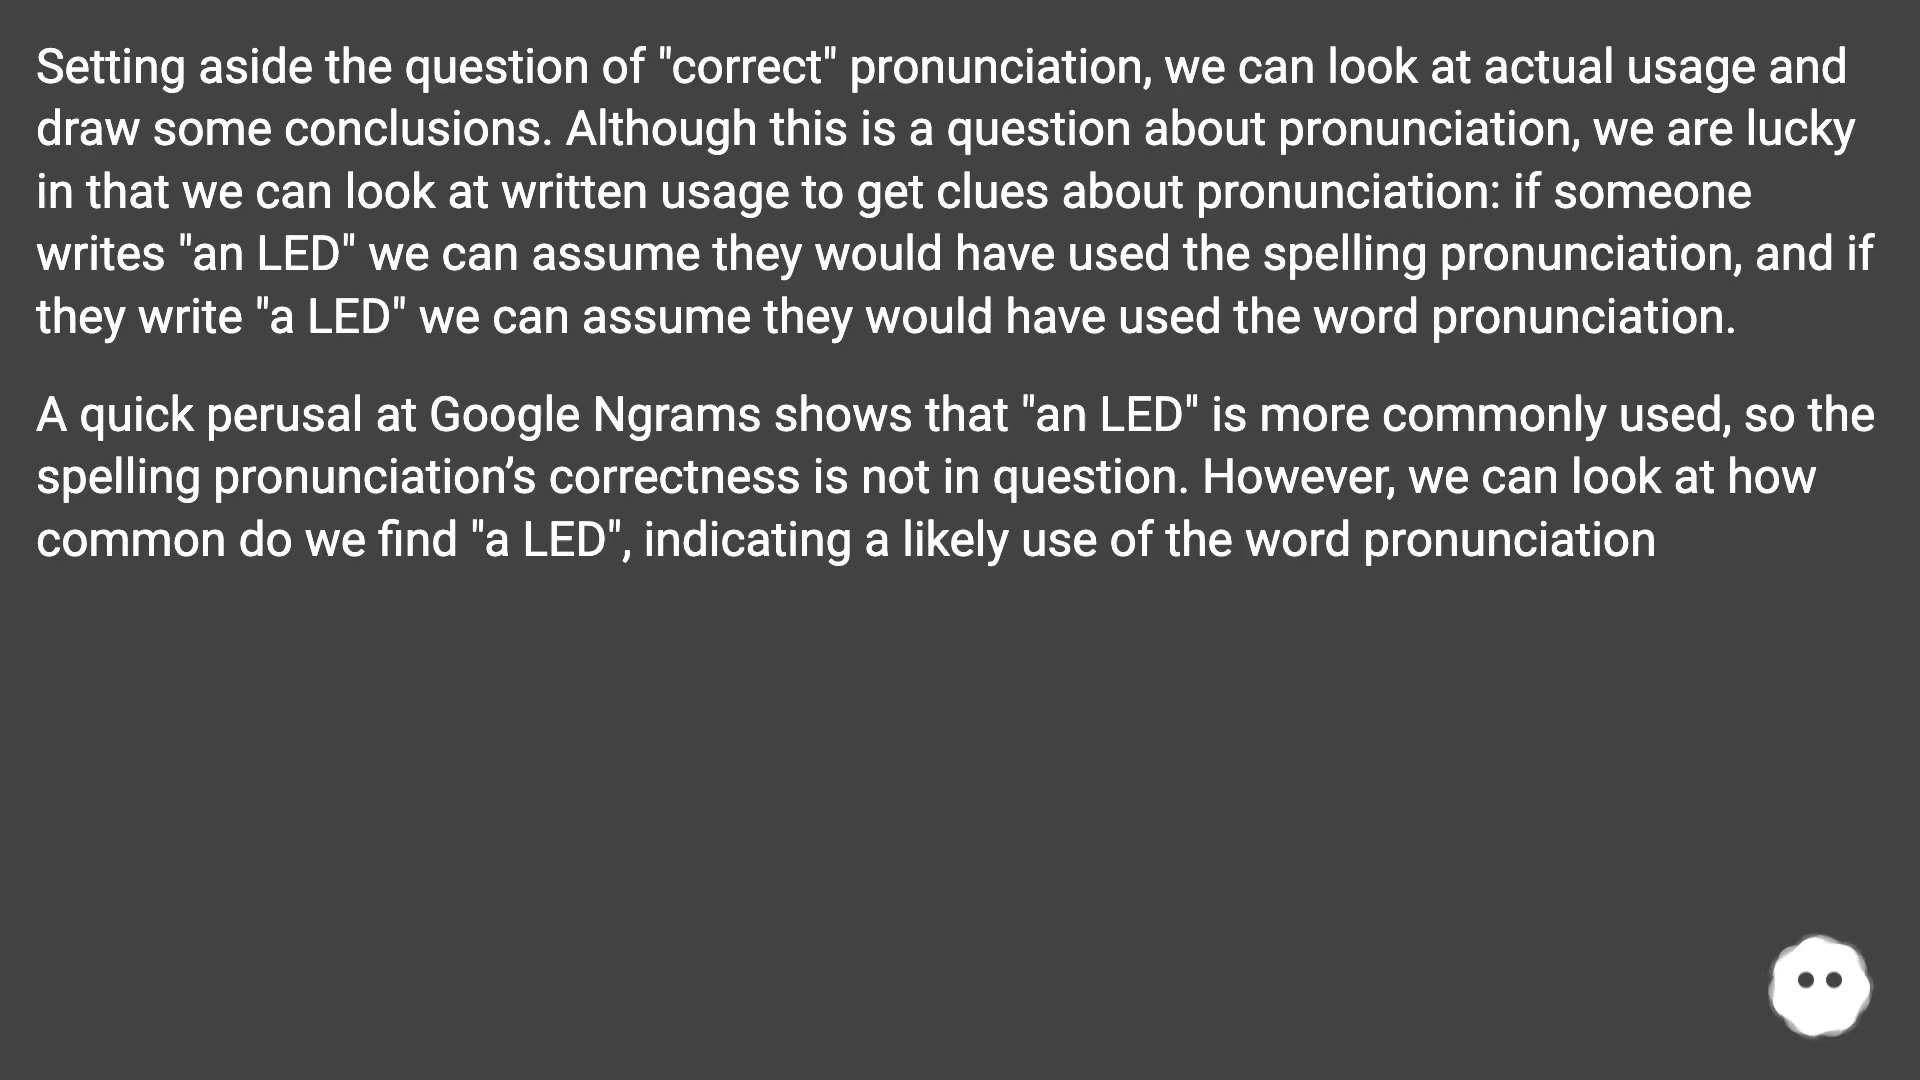 Setting aside the question of "correct" pronunciation, we can look at actual usage and
draw some conclusions. Although this is a question about pronunciation, we are lucky
in that we can look at written usage to get clues about pronunciation: if someone
writes "an LED" we can assume they would have used the spelling pronunciation, and if
they write "a LED" we can assume they would have used the word pronunciation.
A quick perusal at Google Ngrams shows that "an LED" is more commonly used, so the
spelling pronunciation’s correctness is not in question. However, we can look at how
common do we find "a LED", indicating a likely use of the word pronunciation